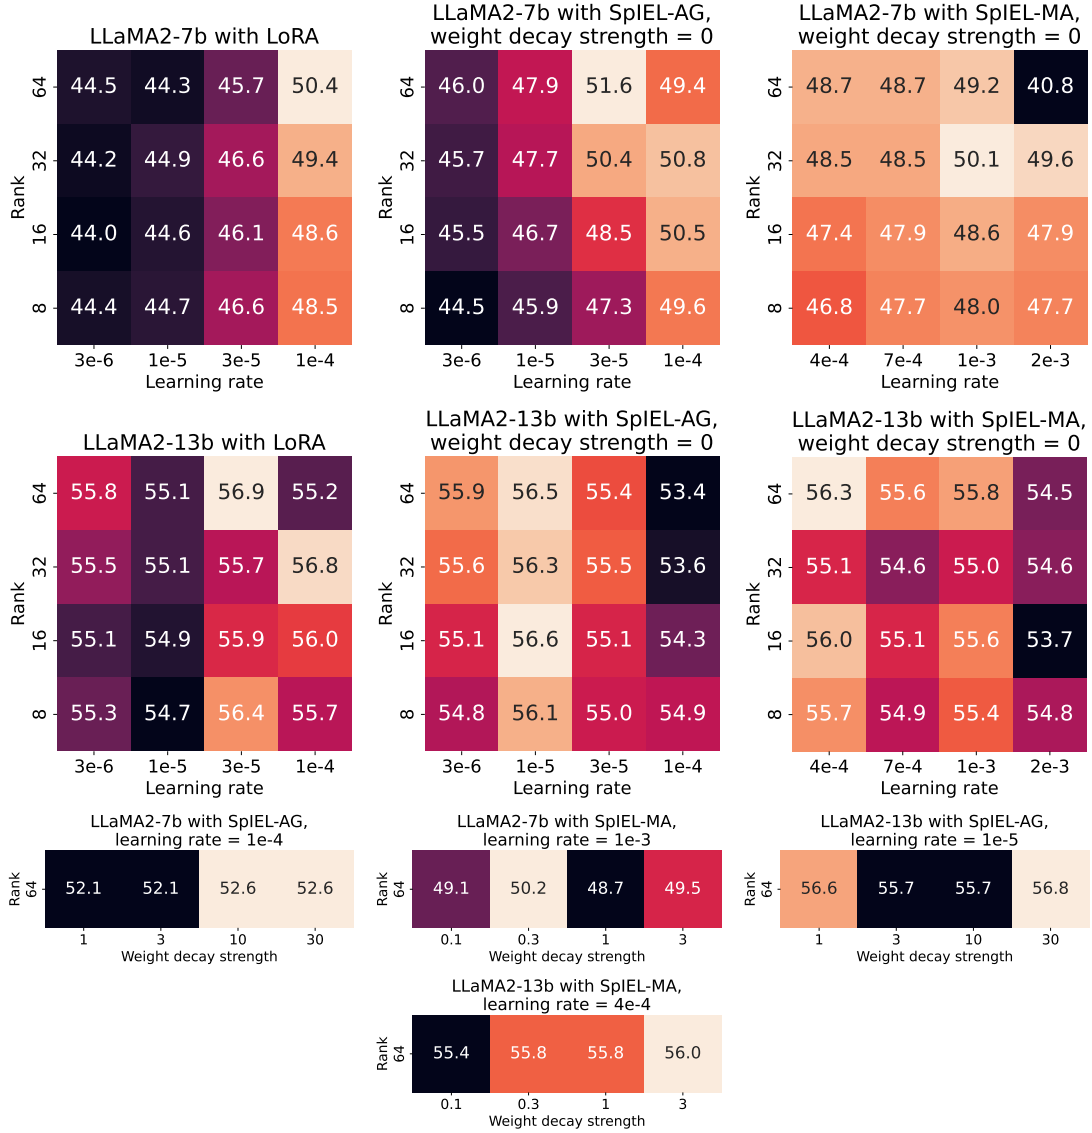 LLaMA2-7b with LoRA
Rank
64 44.5 44.3 45.7 50.4
32 44.2 44.9 46.6 49.4
16 44.0 44.6 46.1 48.6
8 44.4 44.7 46.6 48.5
3e-6 1e-5 3e-5 1e-4
Learning rate
LLaMA2-7b with SpIEL-AG,
weight decay strength = 0
Rank
64 46.0 47.9 51.6 49.4
32 45.7 47.7 50.4 50.8
16 45.5 46.7 48.5 50.5
8 44.5 45.9 47.3 49.6
3e-6 1e-5 3e-5 1e-4
Learning rate
LLaMA2-7b with SpIEL-MA,
weight decay strength = 0
Rank
64 48.7 48.7 49.2 40.8
32 48.5 48.5 50.1 49.6
16 47.4 47.9 48.6 47.9
8 46.8 47.7 48.0 47.7
4e-4 7e-4 1e-3 2e-3
Learning rate
LLaMA2-13b with LoRA
Rank
64 55.8 55.1 56.9 55.2
32 55.5 55.1 55.7 56.8
16 55.1 54.9 55.9 56.0
8 55.3 54.7 56.4 55.7
3e-6 1e-5 3e-5 1e-4
Learning rate
LLaMA2-13b with SpIEL-AG,
weight decay strength = 0
Rank
64 55.9 56.5 55.4 53.4
32 55.6 56.3 55.5 53.6
16 55.1 56.6 55.1 54.3
8 54.8 56.1 55.0 54.9
3e-6 1e-5 3e-5 1e-4
Learning rate
LLaMA2-13b with SpIEL-MA,
weight decay strength = 0
Rank
64 56.3 55.6 55.8 54.5
32 55.1 54.6 55.0 54.6
16 56.0 55.1 55.6 53.7
8 55.7 54.9 55.4 54.8
4e-4 7e-4 1e-3 2e-3
Learning rate
LLaMA2-7b with SpIEL-AG,
learning rate = 1e-4
Rank
64 52.1 52.1 52.6 52.6
1 3 10 30
Weight decay strength
LLaMA2-7b with SpIEL-MA,
learning rate = 1e-3
Rank
64 49.1 50.2 48.7 49.5
0.1 0.3 1 3
Weight decay strength
LLaMA2-13b with SpIEL-AG,
learning rate = 1e-5
Rank
64 56.6 55.7 55.7 56.8
1 3 10 30
Weight decay strength
LLaMA2-13b with SpIEL-MA,
learning rate = 4e-4
Rank
64 55.4 55.8 55.8 56.0
0.1 0.3 1 3
Weight decay strength